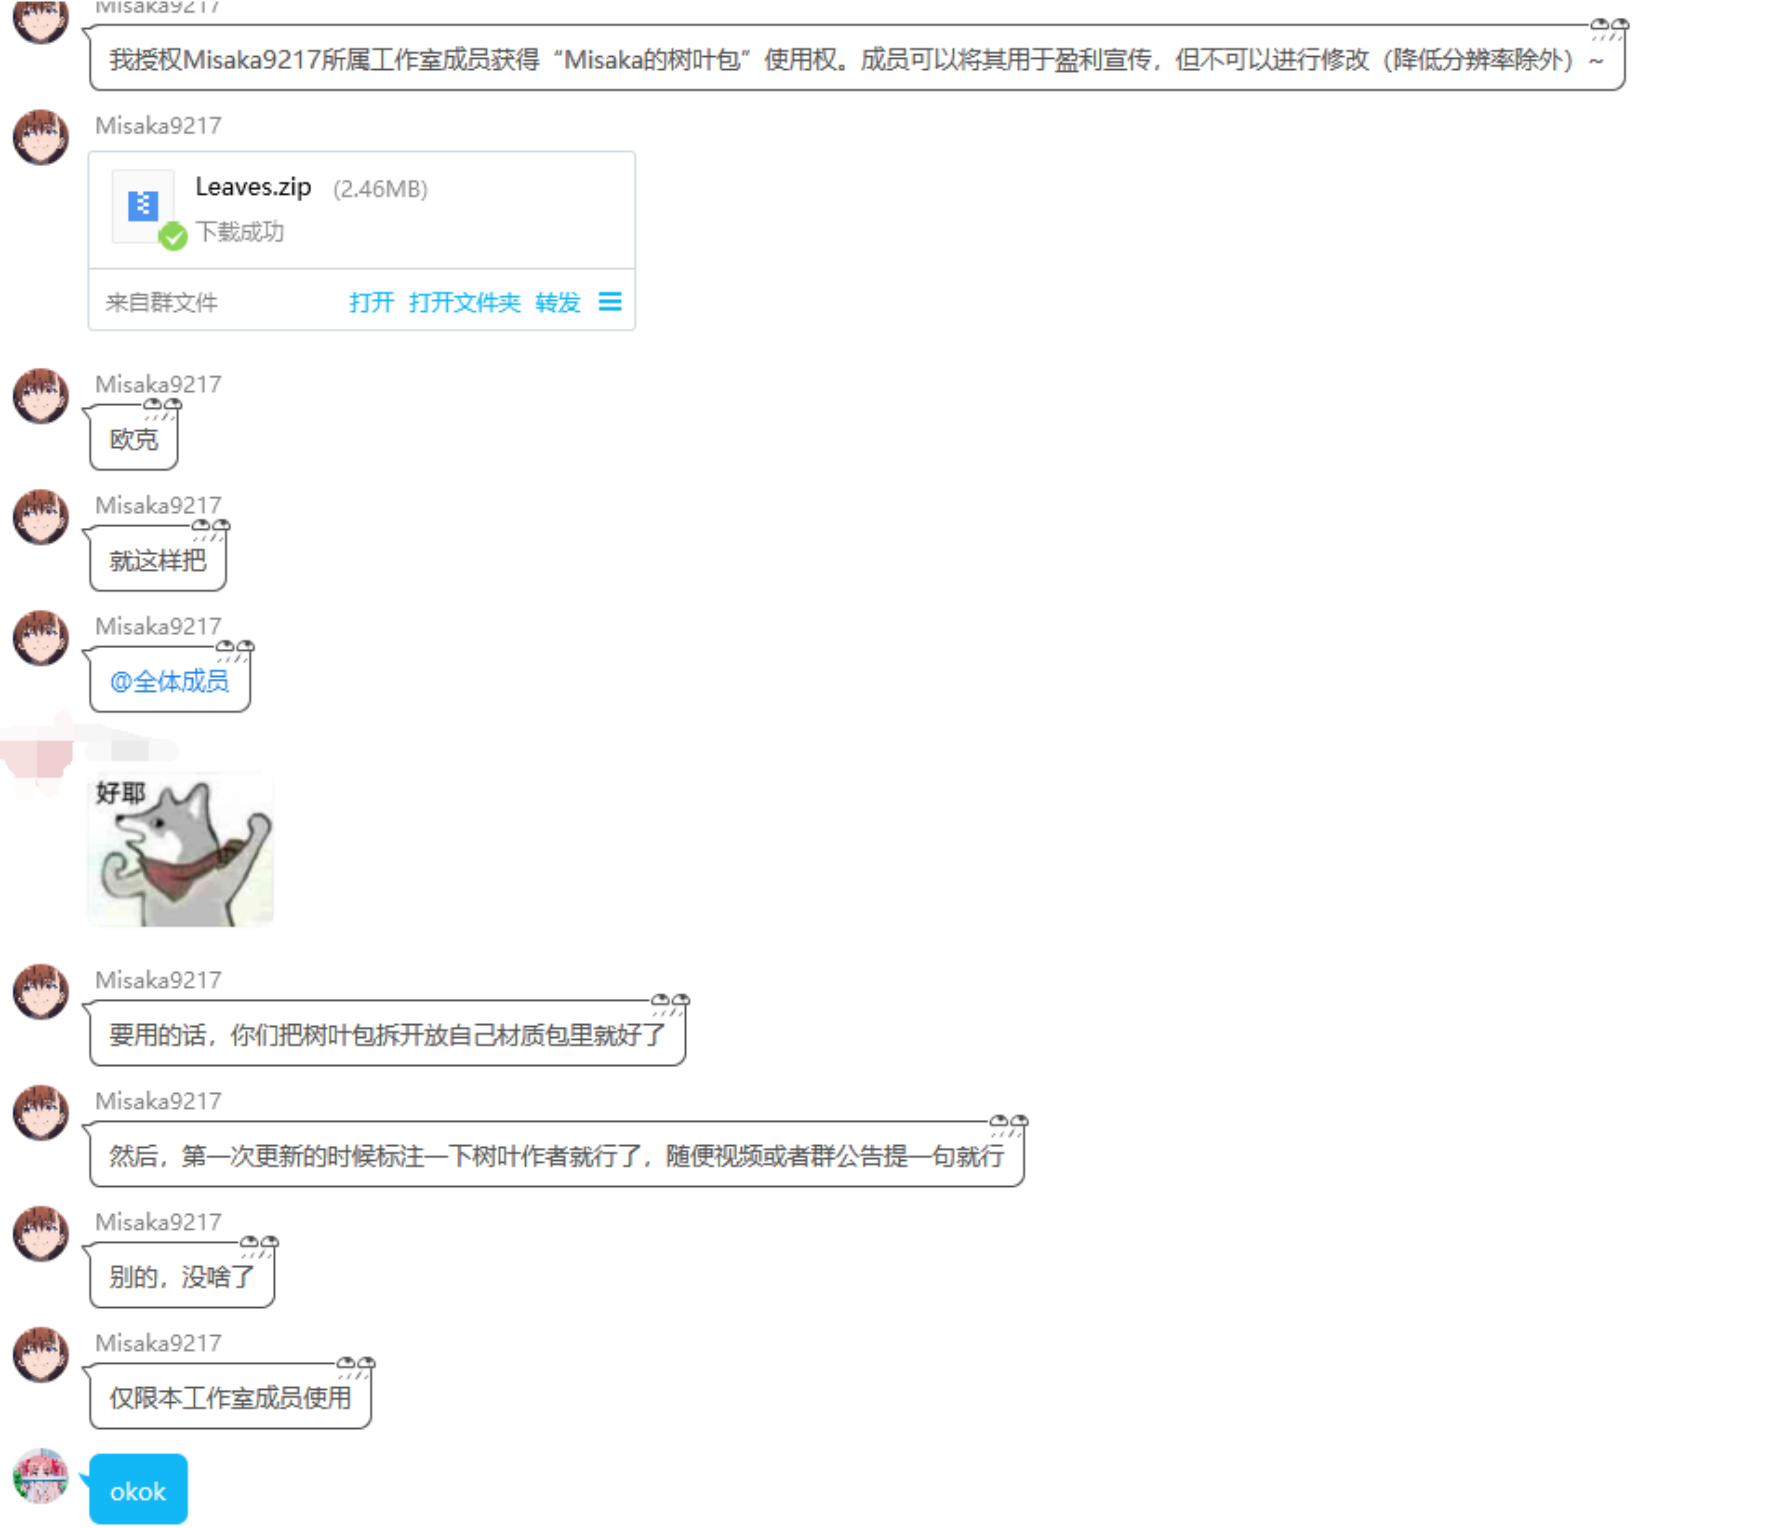 Misaka9217
我授权Misaka9217所属工作室成员获得“Misaka的树叶包”使用权。成员可以将其用于盈利宣传，但不可以进行修改（降低分辨率除外）~
Misaka9217
Leaves.zip (2.46MB)
下载成功
来自群文件 打开 打开文件夹 转发
Misaka9217
欧克
Misaka9217
就这样把
Misaka9217
@全体成员
好耶
Misaka9217
要用的话，你们把树叶包拆开放自己材质包里就好了
Misaka9217
然后，第一次更新的时候标注一下树叶作者就行了，随便视频或者群公告提一句就行
Misaka9217
别的，没啥了
Misaka9217
仅限本工作室成员使用
okok